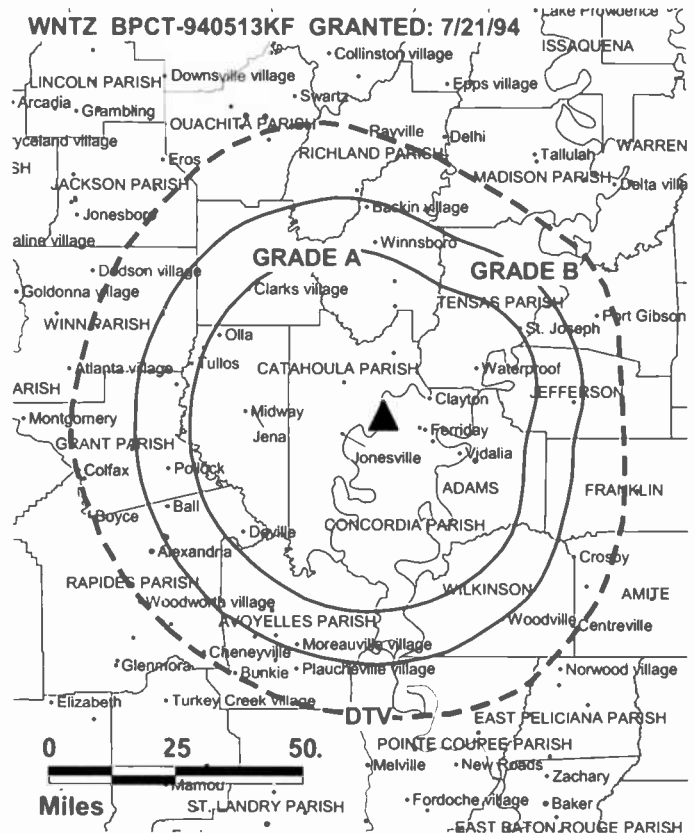 WNTZ BPCT-940513KF GRANTED: 7/21/94
Lake Providence
ISSAQUENA
Collinston village
Downsville village
LINCOLN PARISH
Epps village
Swartz
Arcadia
Grambling
OUACHITA PARISH
Rayville
Delhi
yceland village
WARREN
RICHLAND PARISH
Tallulah
Eros
SH
MADISON PARISH
JACKSON PARISH
Delta villa
Jonesboro
Backin village
aline village
Winnsboro
GRADE A
GRADE B
Dodson village
Goldonna village
Clarks village
TENSAS PARISH
Port Gibson
WINN PARISH
St. Joseph
Olla
Tullos
Atlanta village
CATAHOULA PARISH
Waterproof
ARISH
JEFFERSON
Clayton
Montgomery
Midway
Jena
Ferriday
GRANT PARISH
Jonesville
Vidalia
Colfax
Pollock
ADAMS
FRANKLIN
Ball
Boyce
CONCORDIA PARISH
Deville
Alexandria
Crosby
RAPIDES PARISH
WILKINSON
AMITE
Woodworth village
AVOYELLES PARISH
Woodville
Centreville
Moreauville village
Cheneyville
Glenmora
Bunkie
Plaucheville village
Norwood village
Elizabeth
Turkey Creek village
DTV
EAST FELICIANA PARISH
0 25 50.
POINTE COUPEE PARISH
Melville
New Roads
Zachary
Mamou
Miles
ST. LANDRY PARISH
Fordoche village
Baker
EAST BATON ROUGE PARISH